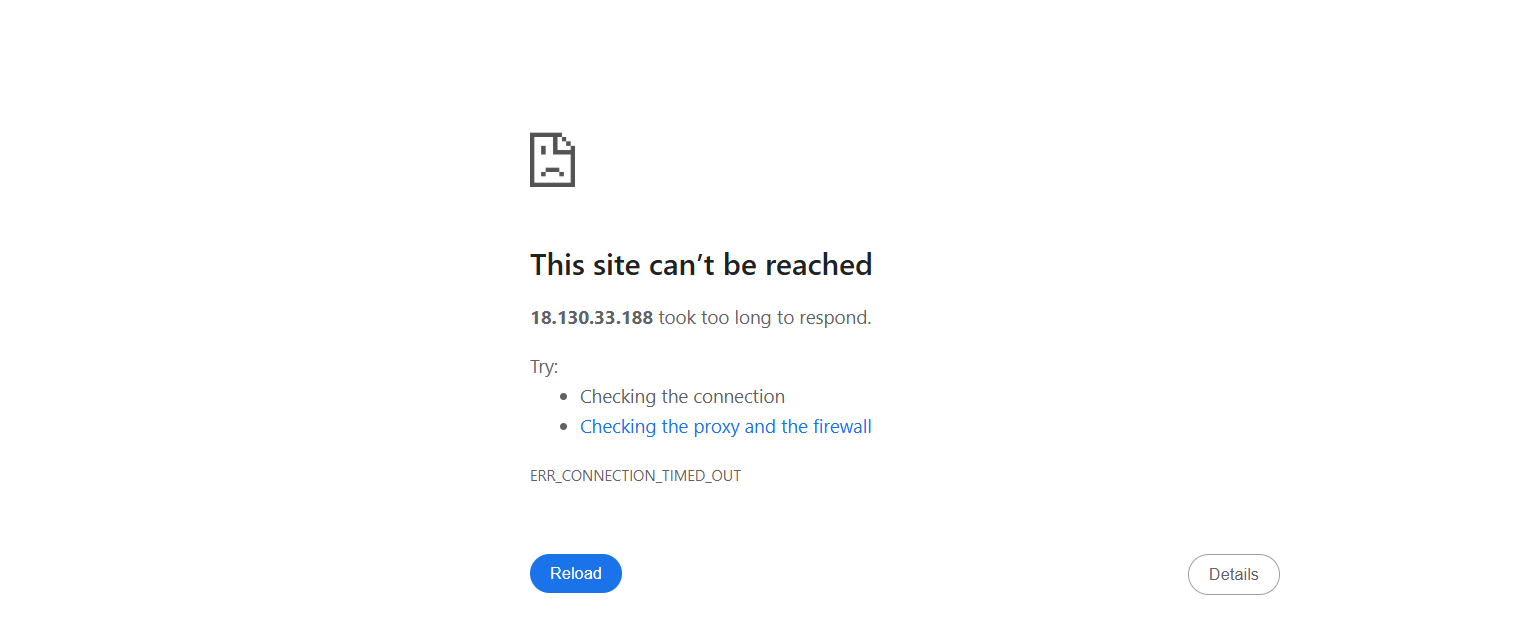 This site can’t be reached
18.130.33.188 took too long to respond.
Try:
Checking the connection
Checking the proxy and the firewall
ERR_CONNECTION_TIMED_OUT
Reload
Details